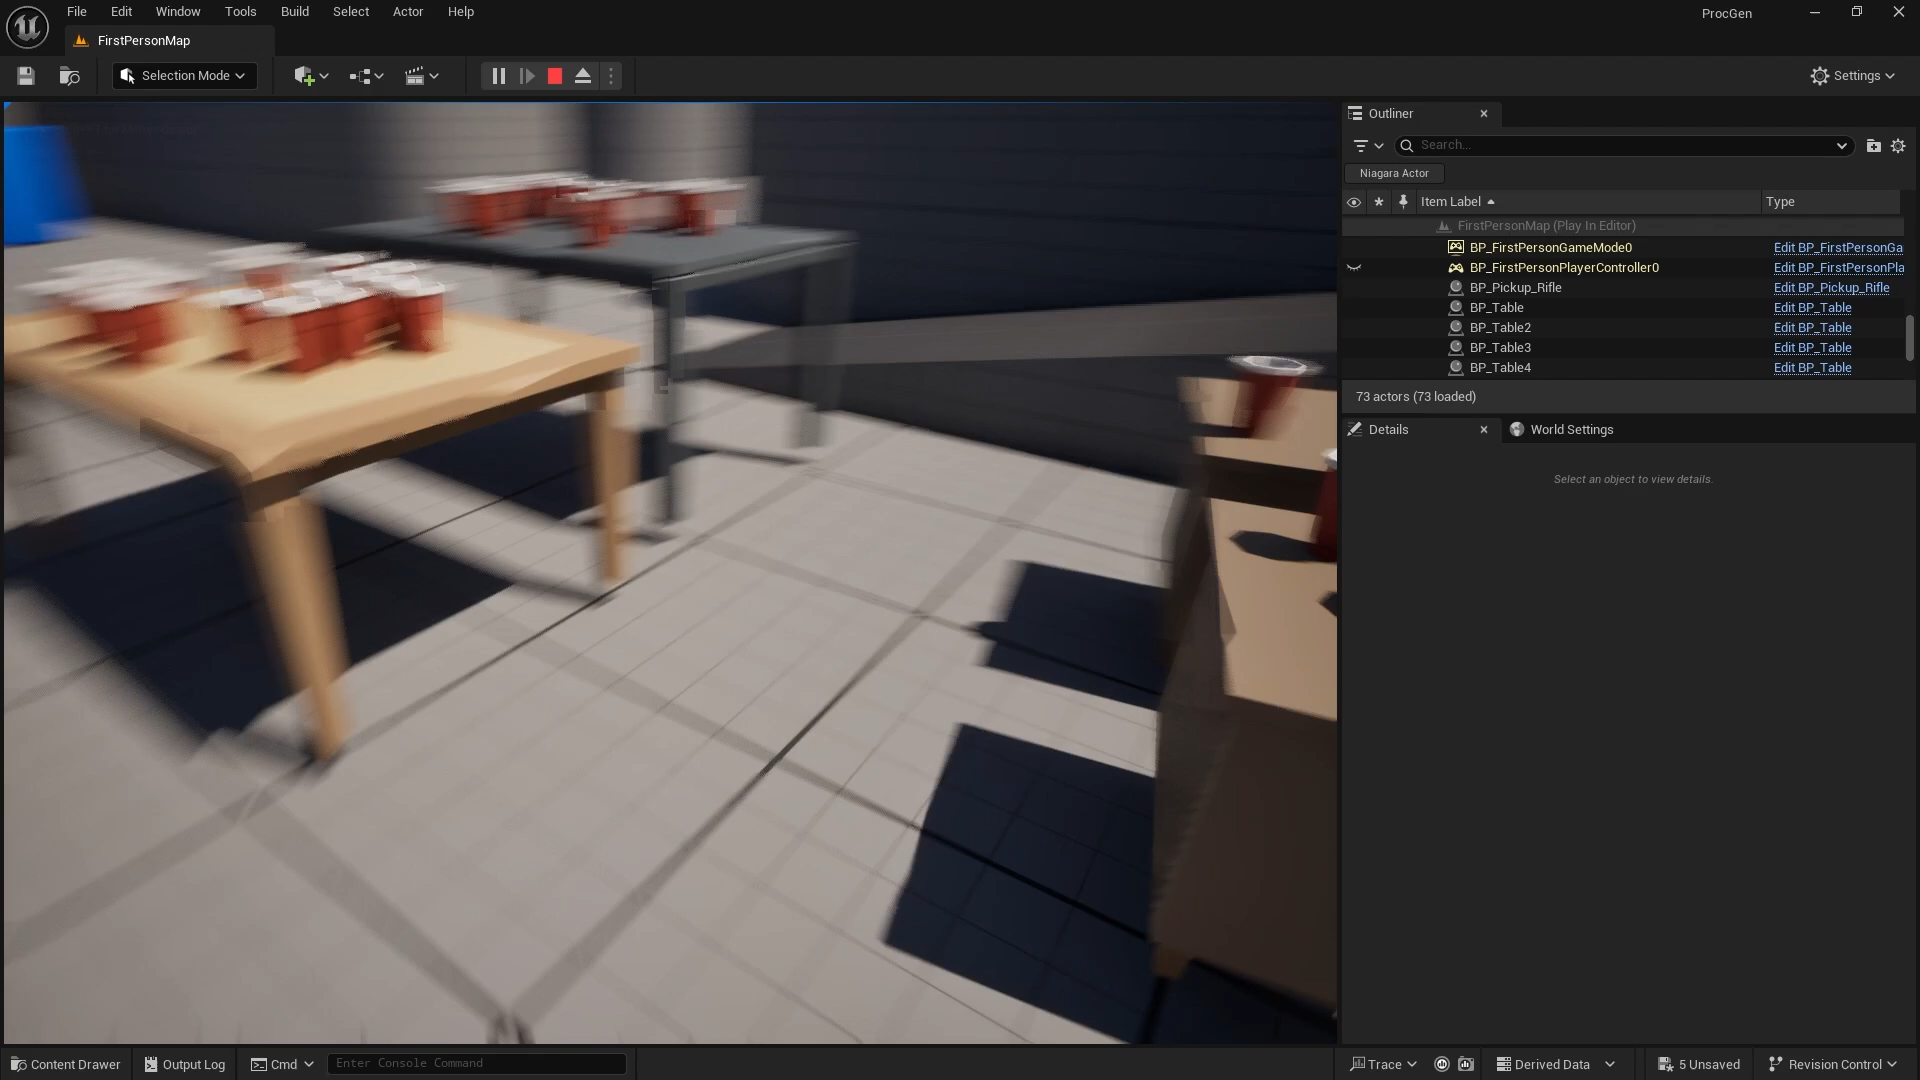 File Edit Window Tools Build Select Actor Help
ProcGen
FirstPersonMap
Selection Mode
Settings
Outliner
Search...
Niagara Actor
Item Label Type
FirstPersonMap (Play In Editor)
BP_FirstPersonGameMode0 Edit BP_FirstPersonGa
BP_FirstPersonPlayerController0 Edit BP_FirstPersonPla
BP_Pickup_Rifle Edit BP_Pickup_Rifle
BP_Table Edit BP_Table
BP_Table2 Edit BP_Table
BP_Table3 Edit BP_Table
BP_Table4 Edit BP_Table
73 actors (73 loaded)
Details World Settings
Select an object to view details.
Content Drawer Output Log Cmd Enter Console Command Trace Derived Data 5 Unsaved Revision Control